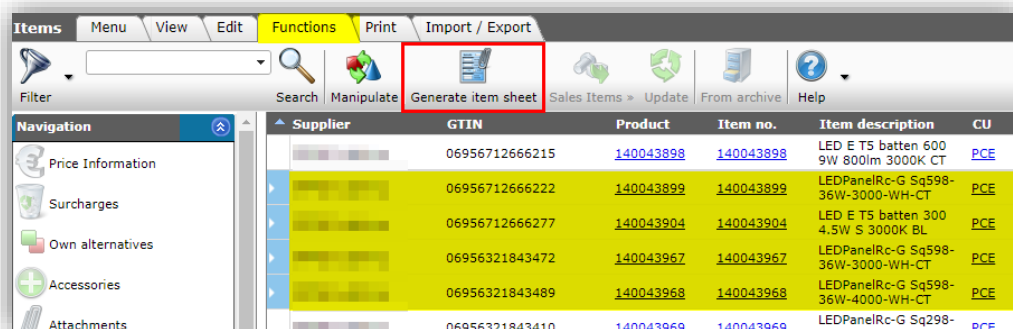 Items Menu View Edit Functions Print Import / Export
Filter Search Manipulate Generate item sheet Sales Items » Update From archive Help
Navigation
Price Information
Surcharges
Own alternatives
Accessories
Attachments
Supplier GTIN Product Item no. Item description CU
06956712666215 140043898 140043898 LED E T5 batten 600 PCE
9W 800lm 3000K CT
06956712666222 140043899 140043899 LEDPanelRc-G Sq598- PCE
36W-3000-WH-CT
06956712666277 140043904 140043904 LED E T5 batten 300 PCE
4.5W S 3000K BL
06956321843472 140043967 140043967 LEDPanelRc-G Sq598- PCE
36W-3000-WH-CT
06956321843489 140043968 140043968 LEDPanelRc-G Sq598- PCE
36W-4000-WH-CT
06956321843410 140043969 140043969 LEDPanelRc-G Sq298- PCE